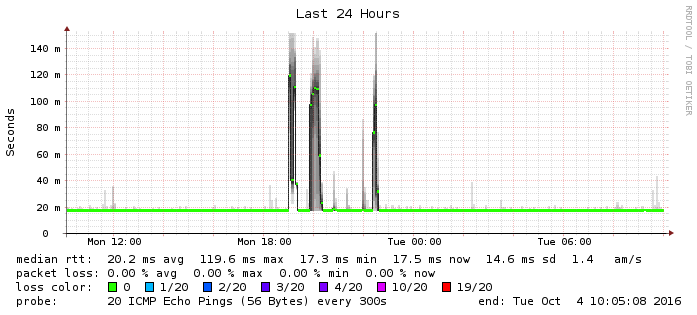 Last 24 Hours
RRDTOOL / TOBI OETIKER
Seconds
140 m
120 m
100 m
80 m
60 m
40 m
20 m
0
Mon 12:00 Mon 18:00 Tue 00:00 Tue 06:00
median rtt: 20.2 ms avg 119.6 ms max 17.3 ms min 17.5 ms now 14.6 ms sd 1.4 am/s
packet loss: 0.00 % avg 0.00 % max 0.00 % min 0.00 % now
loss color: 0 1/20 2/20 3/20 4/20 10/20 19/20
probe: 20 ICMP Echo Pings (56 Bytes) every 300s end: Tue Oct 4 10:05:08 2016